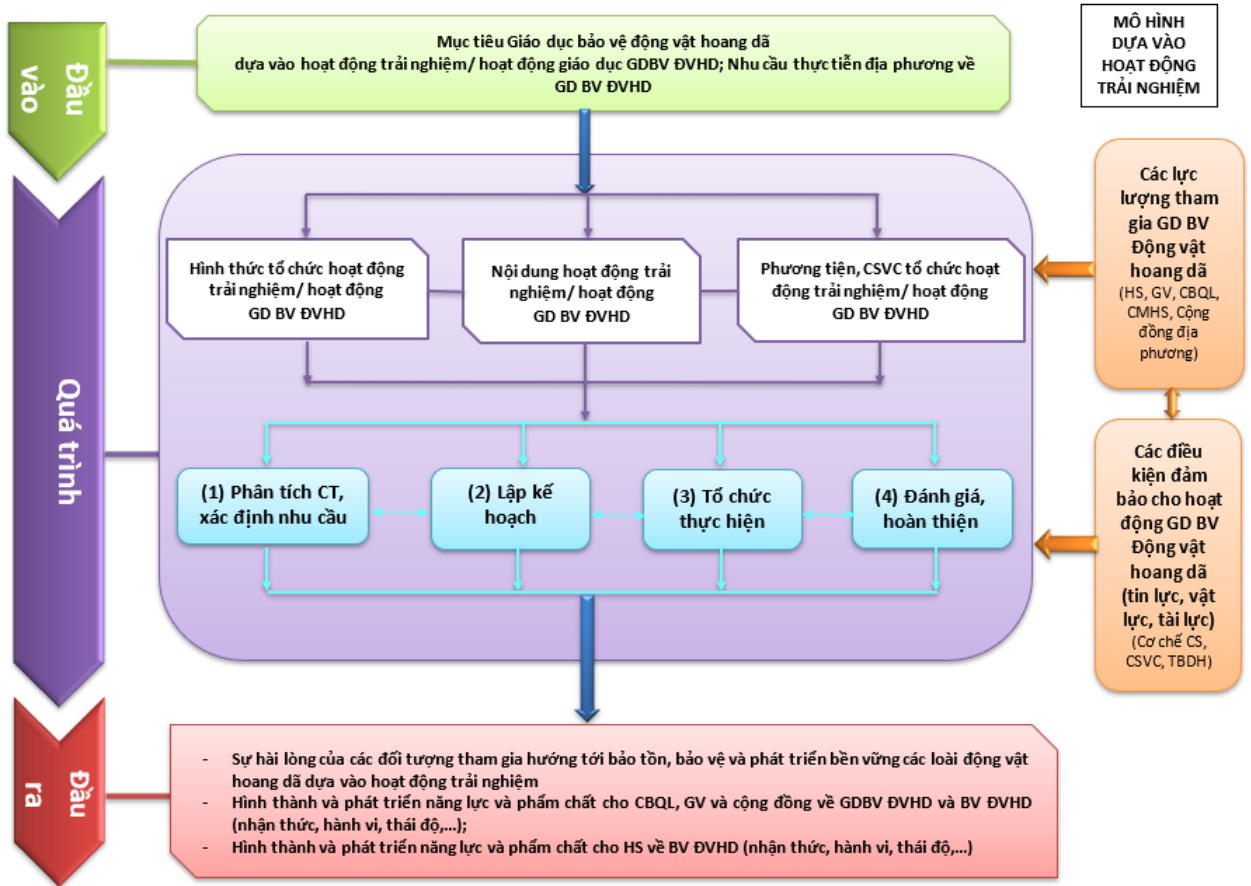 Đầu
vào
Mục tiêu Giáo dục bảo vệ động vật hoang dã
dựa vào hoạt động trải nghiệm/ hoạt động giáo dục GDBV ĐVHD; Nhu cầu thực tiễn địa phương về
GD BV ĐVHD
MÔ HÌNH
DỰA VÀO
HOẠT ĐỘNG
TRẢI NGHIỆM
Quá trình
Hình thức tổ chức hoạt động
trải nghiệm/ hoạt động
GD BV ĐVHD
Nội dung hoạt động trải
nghiệm/ hoạt động
GD BV ĐVHD
Phương tiện, CSVC tổ chức hoạt
động trải nghiệm/ hoạt động
GD BV ĐVHD
(1) Phân tích CT,
xác định nhu cầu
(2) Lập kế
hoạch
(3) Tổ chức
thực hiện
(4) Đánh giá,
hoàn thiện
Các lực
lượng tham
gia GD BV
Động vật
hoang dã
(HS, GV, CBQL,
CMHS, Cộng
đồng địa
phương)
Các điều
kiện đảm
bảo cho hoạt
động GD BV
Động vật
hoang dã
(tin lực, vật
lực, tài lực)
(Cơ chế CS,
CSVC, TBDH)
Đầu
ra
- Sự hài lòng của các đối tượng tham gia hướng tới bảo tồn, bảo vệ và phát triển bền vững các loài động vật
hoang dã dựa vào hoạt động trải nghiệm
- Hình thành và phát triển năng lực và phẩm chất cho CBQL, GV và cộng đồng về GDBV ĐVHD và BV ĐVHD
(nhận thức, hành vi, thái độ,...);
- Hình thành và phát triển năng lực và phẩm chất cho HS về BV ĐVHD (nhận thức, hành vi, thái độ,...)